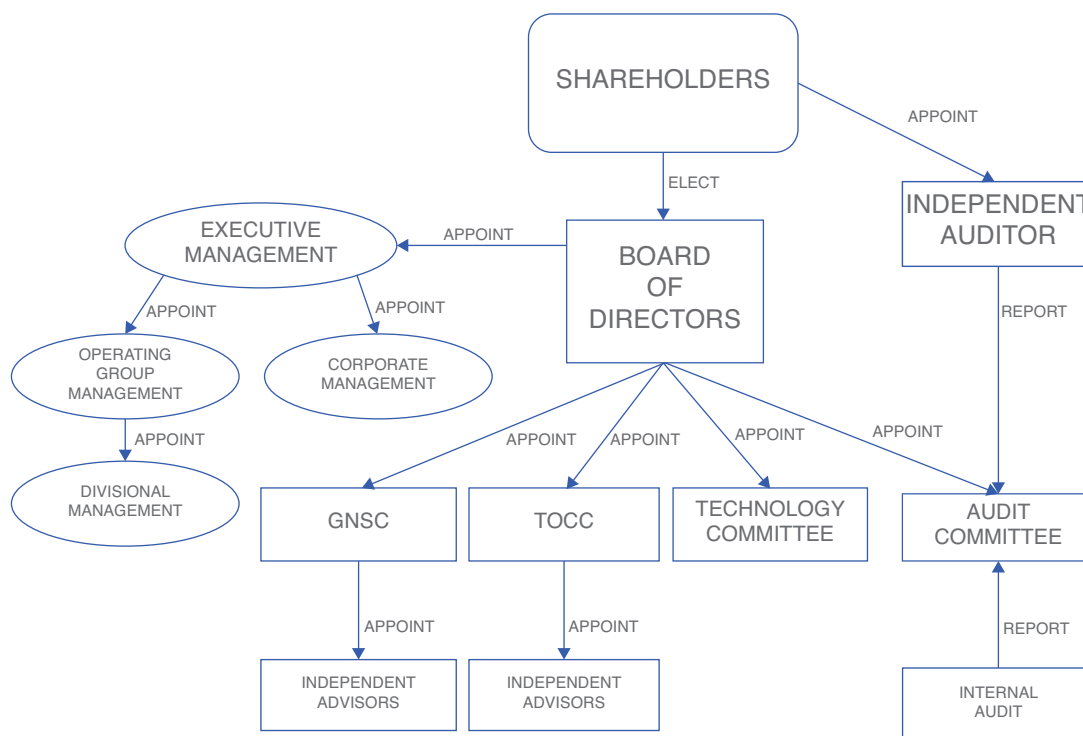 SHAREHOLDERS
APPOINT
ELECT
INDEPENDENT
AUDITOR
EXECUTIVE
MANAGEMENT
APPOINT
BOARD
OF
DIRECTORS
APPOINT
APPOINT
REPORT
OPERATING
GROUP
MANAGEMENT
CORPORATE
MANAGEMENT
APPOINT
APPOINT
APPOINT
APPOINT
APPOINT
DIVISIONAL
MANAGEMENT
GNSC
TOCC
TECHNOLOGY
COMMITTEE
AUDIT
COMMITTEE
APPOINT
APPOINT
REPORT
INDEPENDENT
ADVISORS
INDEPENDENT
ADVISORS
INTERNAL
AUDIT